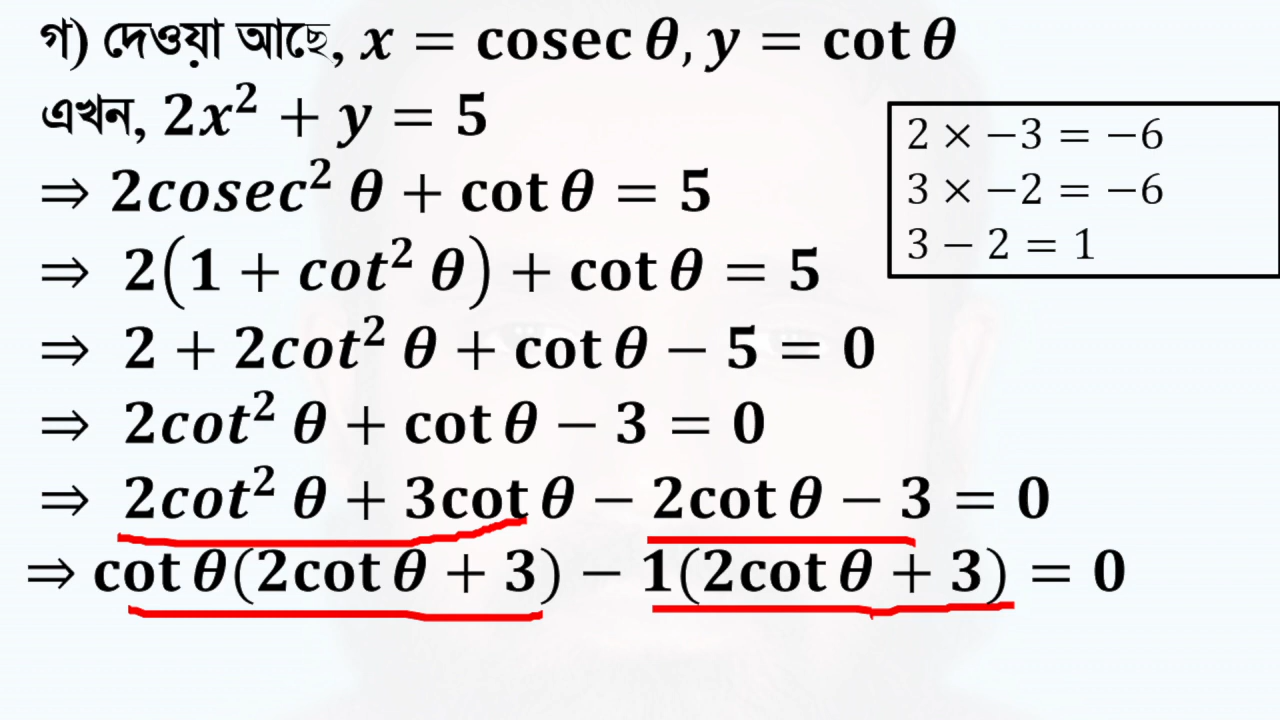 গ) দেওয়া আছে, x = cosec θ, y = cot θ
এখন, 2x² + y = 5
⇒ 2cosec² θ + cot θ = 5
⇒ 2(1 + cot² θ) + cot θ = 5
⇒ 2 + 2cot² θ + cot θ − 5 = 0
⇒ 2cot² θ + cot θ − 3 = 0
⇒ 2cot² θ + 3cot θ − 2cot θ − 3 = 0
⇒ cot θ(2cot θ + 3) − 1(2cot θ + 3) = 0
2 × −3 = −6
3 × −2 = −6
3 − 2 = 1